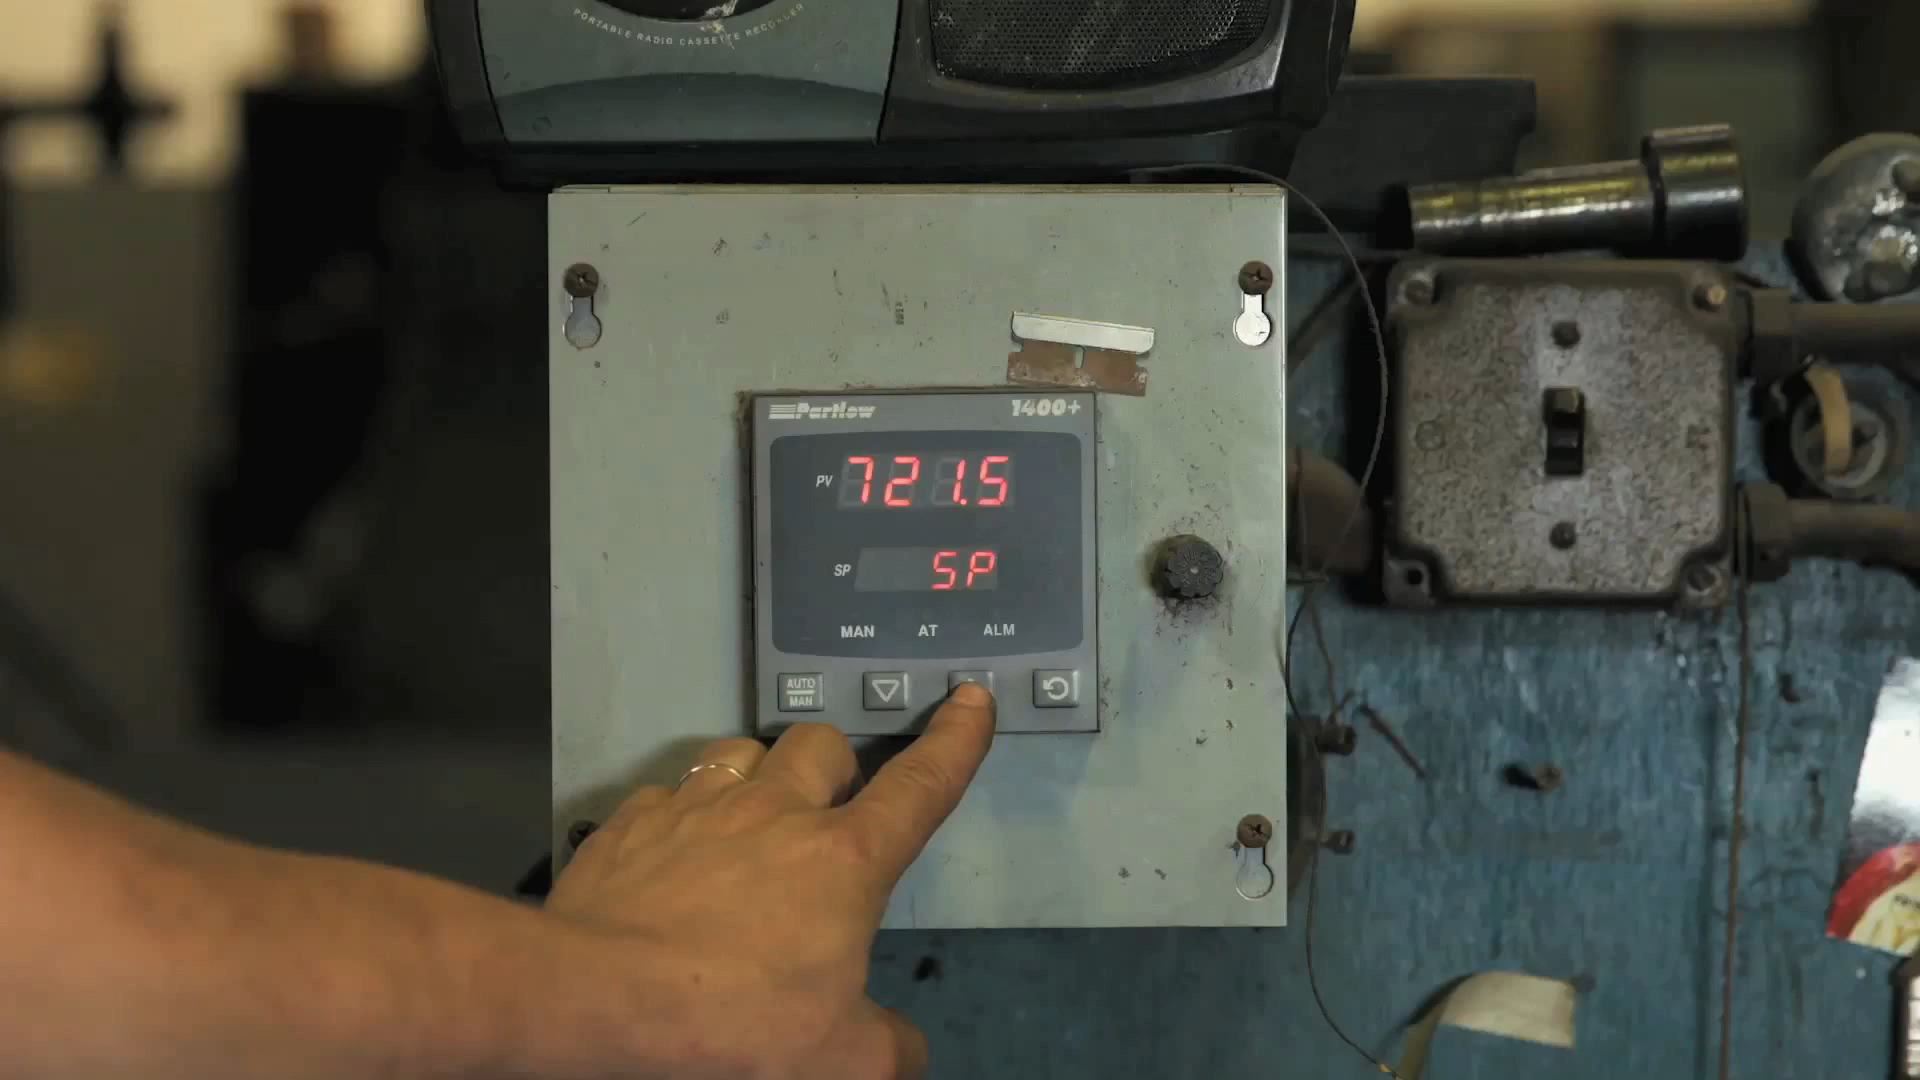 PORTABLE RADIO CASSETTE RECORDER
Partlow 1400+
PV 721.5
SP SP
MAN AT ALM
AUTO
MAN